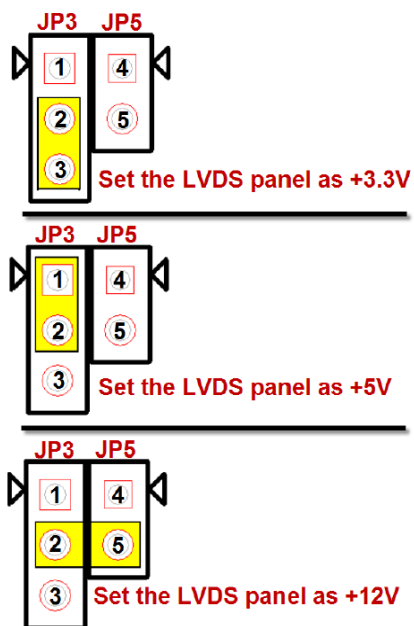 JP3 JP5
1 4
2 5
3
Set the LVDS panel as +3.3V
JP3 JP5
1 4
2 5
3
Set the LVDS panel as +5V
JP3 JP5
1 4
2 5
3
Set the LVDS panel as +12V